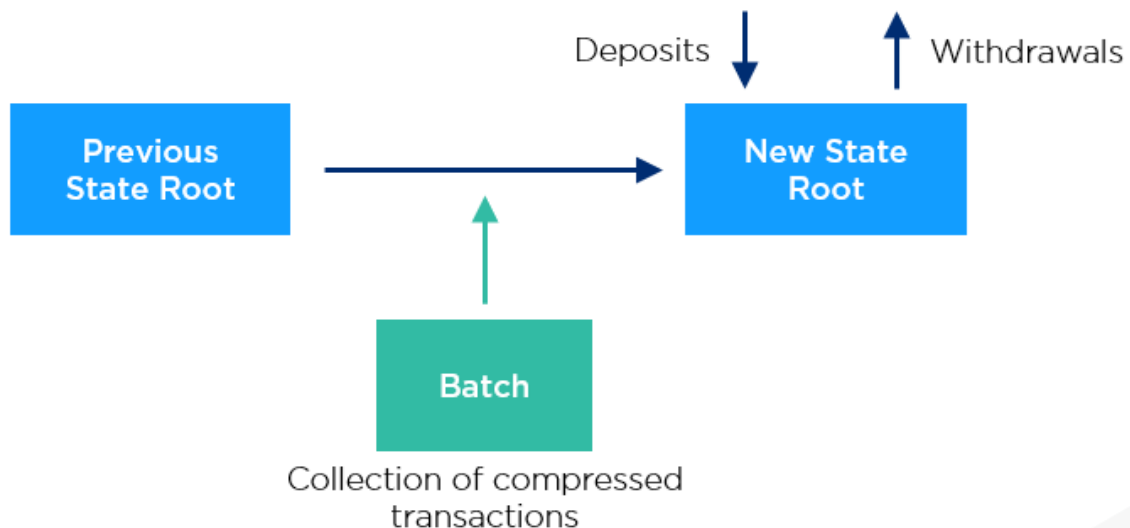 Deposits
Withdrawals
Previous
State Root
New State
Root
Batch
Collection of compressed
transactions